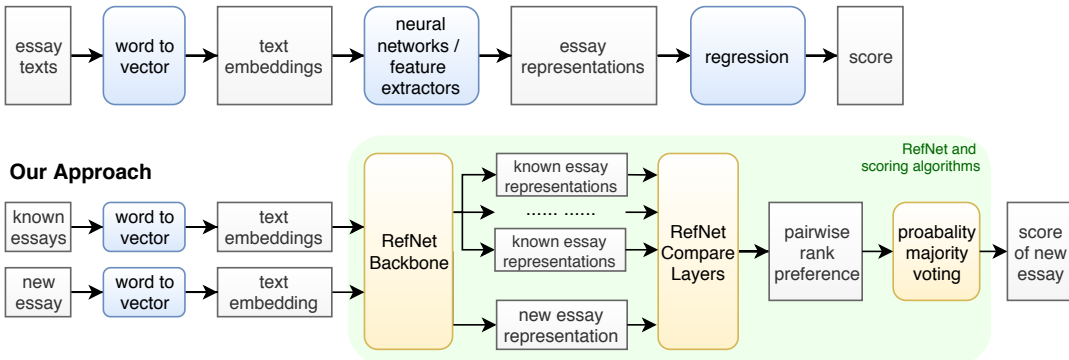 essay
texts
word to
vector
text
embeddings
neural
networks /
feature
extractors
essay
representations
regression
score
RefNet and
scoring algorithms
Our Approach
known
essays
word to
vector
text
embeddings
new
essay
word to
vector
text
embedding
RefNet
Backbone
known essay
representations
...... ......
known essay
representations
new essay
representation
RefNet
Compare
Layers
pairwise
rank
preference
proabality
majority
voting
score
of new
essay